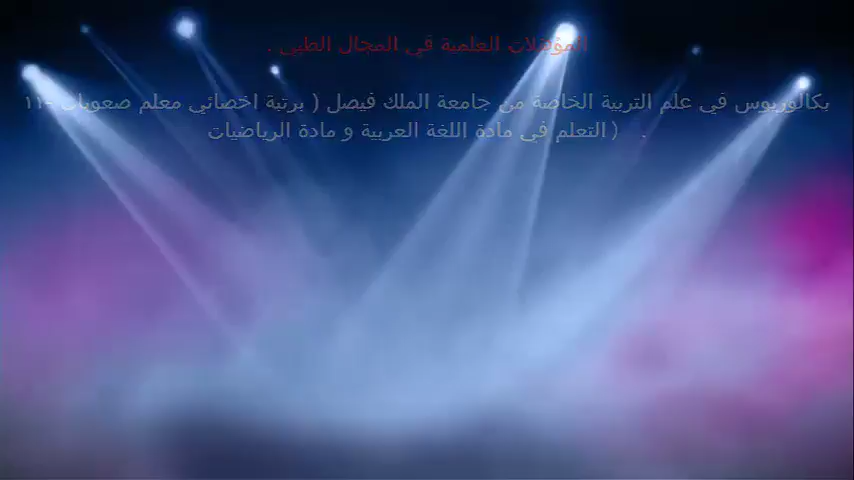 المؤهلات العلمية في المجال الطبي .
١١- بكالوريوس في علم التربية الخاصة من جامعة الملك فيصل ( برتبة اخصائي معلم صعوبات
التعلم في مادة اللغة العربية و مادة الرياضيات ) .